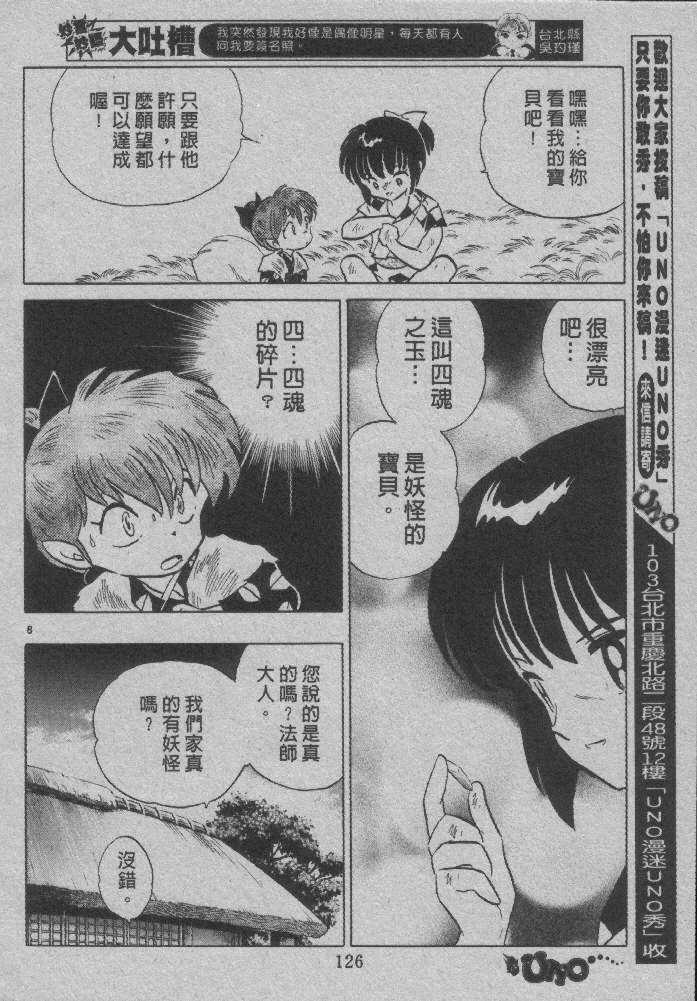 大吐槽
我突然發現我好像是偶像明星，每天都有人
向我要簽名照。
台北縣
吳玓瑾
歡迎大家投稿「UNO漫迷UNO秀」
只要你敢秀，不怕你來稿！
來信請寄
UNO
103台北市重慶北路二段48號12樓「UNO漫迷UNO秀」收
嘿嘿…給你
看看我的寶
貝吧！
只要跟他
許願，什
麼願望都
可以達成
喔！
很漂亮
吧…
這叫四魂
之玉…
是妖怪的
寶貝。
四…四魂
的碎片？
8
您說的是真
的嗎？法師
大人。
我們家真
的有妖怪
嗎？
沒錯。
126
UNO